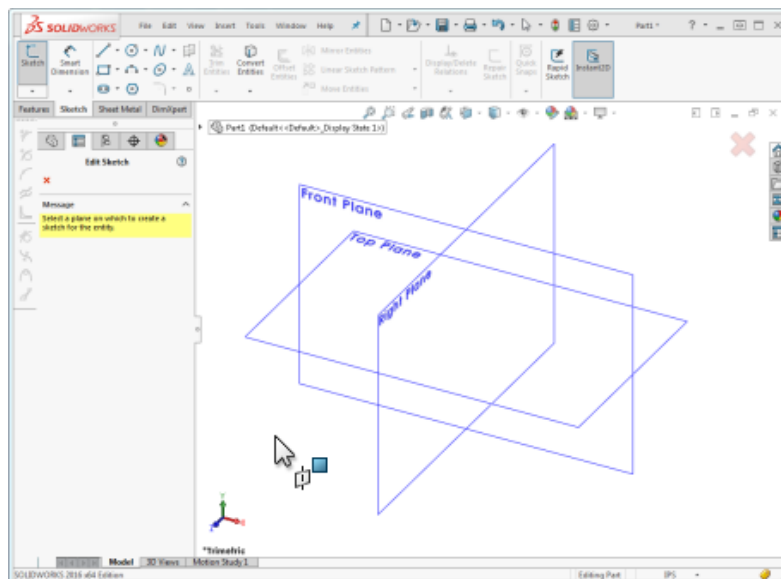 SOLIDWORKS File Edit View Insert Tools Window Help Part1 ?
Sketch Smart Dimension Trim Entities Convert Entities Offset Entities Mirror Entities Linear Sketch Pattern Move Entities Display/Delete Relations Repair Sketch Quick Snaps Rapid Sketch Instant2D
Features Sketch Sheet Metal DimXpert
Part1 (Default<<Default>_Display State 1>)
Edit Sketch ?
Message
Select a plane on which to create a
sketch for the entity.
Front Plane
Top Plane
Right Plane
*Trimetric
Model 3D Views Motion Study 1
SOLIDWORKS 2016 x64 Edition Editing Part IPS